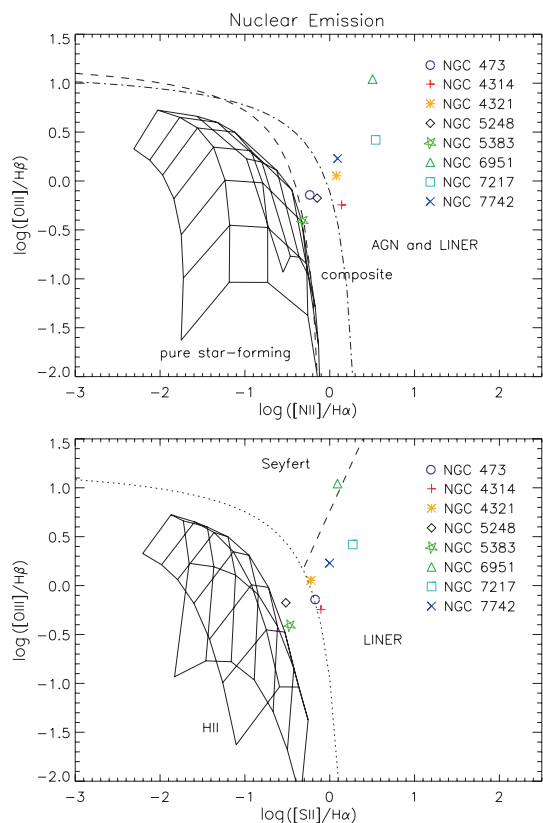 Nuclear Emission
log([OIII]/Hβ)
1.5
1.0
0.5
0.0
−0.5
−1.0
−1.5
−2.0
NGC 473
NGC 4314
NGC 4321
NGC 5248
NGC 5383
NGC 6951
NGC 7217
NGC 7742
AGN and LINER
composite
pure star−forming
−3 −2 −1 0 1
log([NII]/Hα)
log([OIII]/Hβ)
1.5
1.0
0.5
0.0
−0.5
−1.0
−1.5
−2.0
Seyfert
NGC 473
NGC 4314
NGC 4321
NGC 5248
NGC 5383
NGC 6951
NGC 7217
NGC 7742
LINER
HII
−3 −2 −1 0 1
log([SII]/Hα)